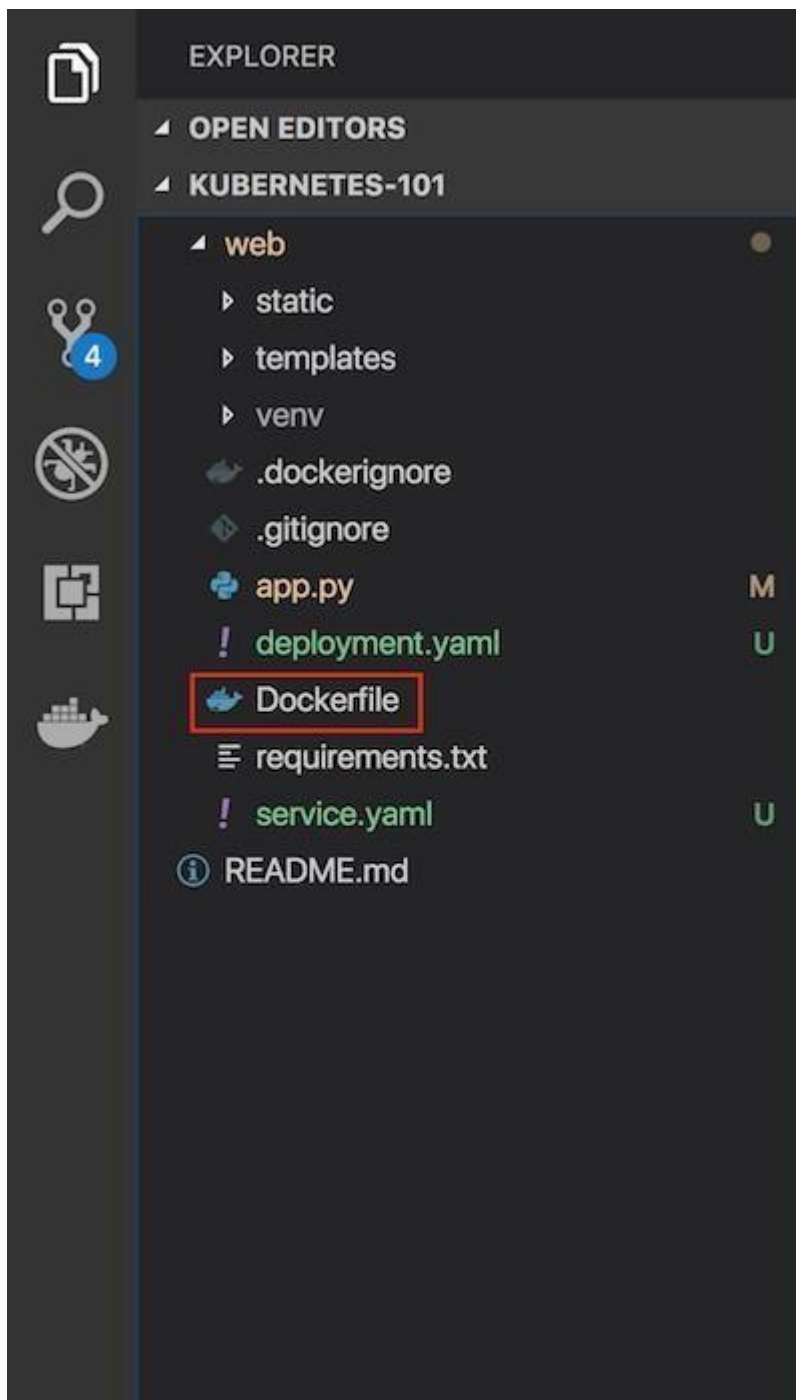 EXPLORER
OPEN EDITORS
KUBERNETES-101
web
static
templates
4
venv
.dockerignore
.gitignore
app.py M
! deployment.yaml U
Dockerfile
requirements.txt
! service.yaml U
README.md